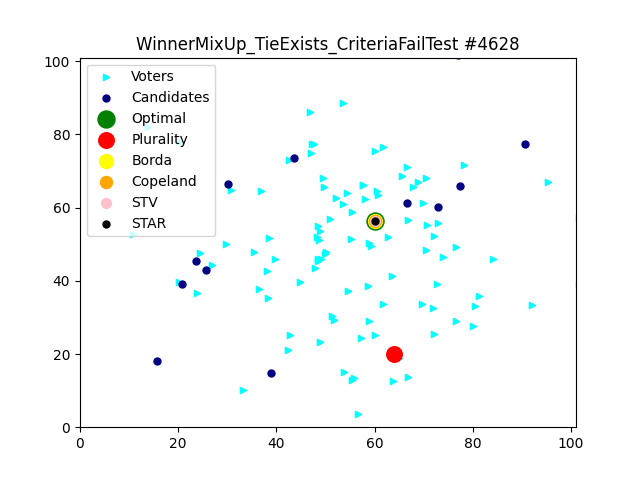 WinnerMixUp_TieExists_CriteriaFailTest #4628
100
80
60
40
20
0
0 20 40 60 80 100
Voters
Candidates
Optimal
Plurality
Borda
Copeland
STV
STAR